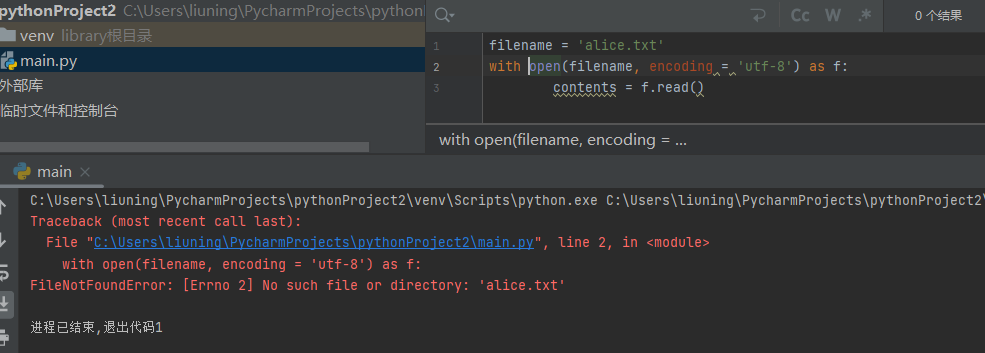 pythonProject2 C:\Users\liuning\PycharmProjects\python
venv library根目录
main.py
外部库
临时文件和控制台
Cc W .* 0 个结果
1 filename = 'alice.txt'
2 with open(filename, encoding = 'utf-8') as f:
3 contents = f.read()
with open(filename, encoding = ...
main
C:\Users\liuning\PycharmProjects\pythonProject2\venv\Scripts\python.exe C:\Users\liuning\PycharmProjects\pythonProject2\
Traceback (most recent call last):
File "C:\Users\liuning\PycharmProjects\pythonProject2\main.py", line 2, in <module>
with open(filename, encoding = 'utf-8') as f:
FileNotFoundError: [Errno 2] No such file or directory: 'alice.txt'
进程已结束,退出代码1